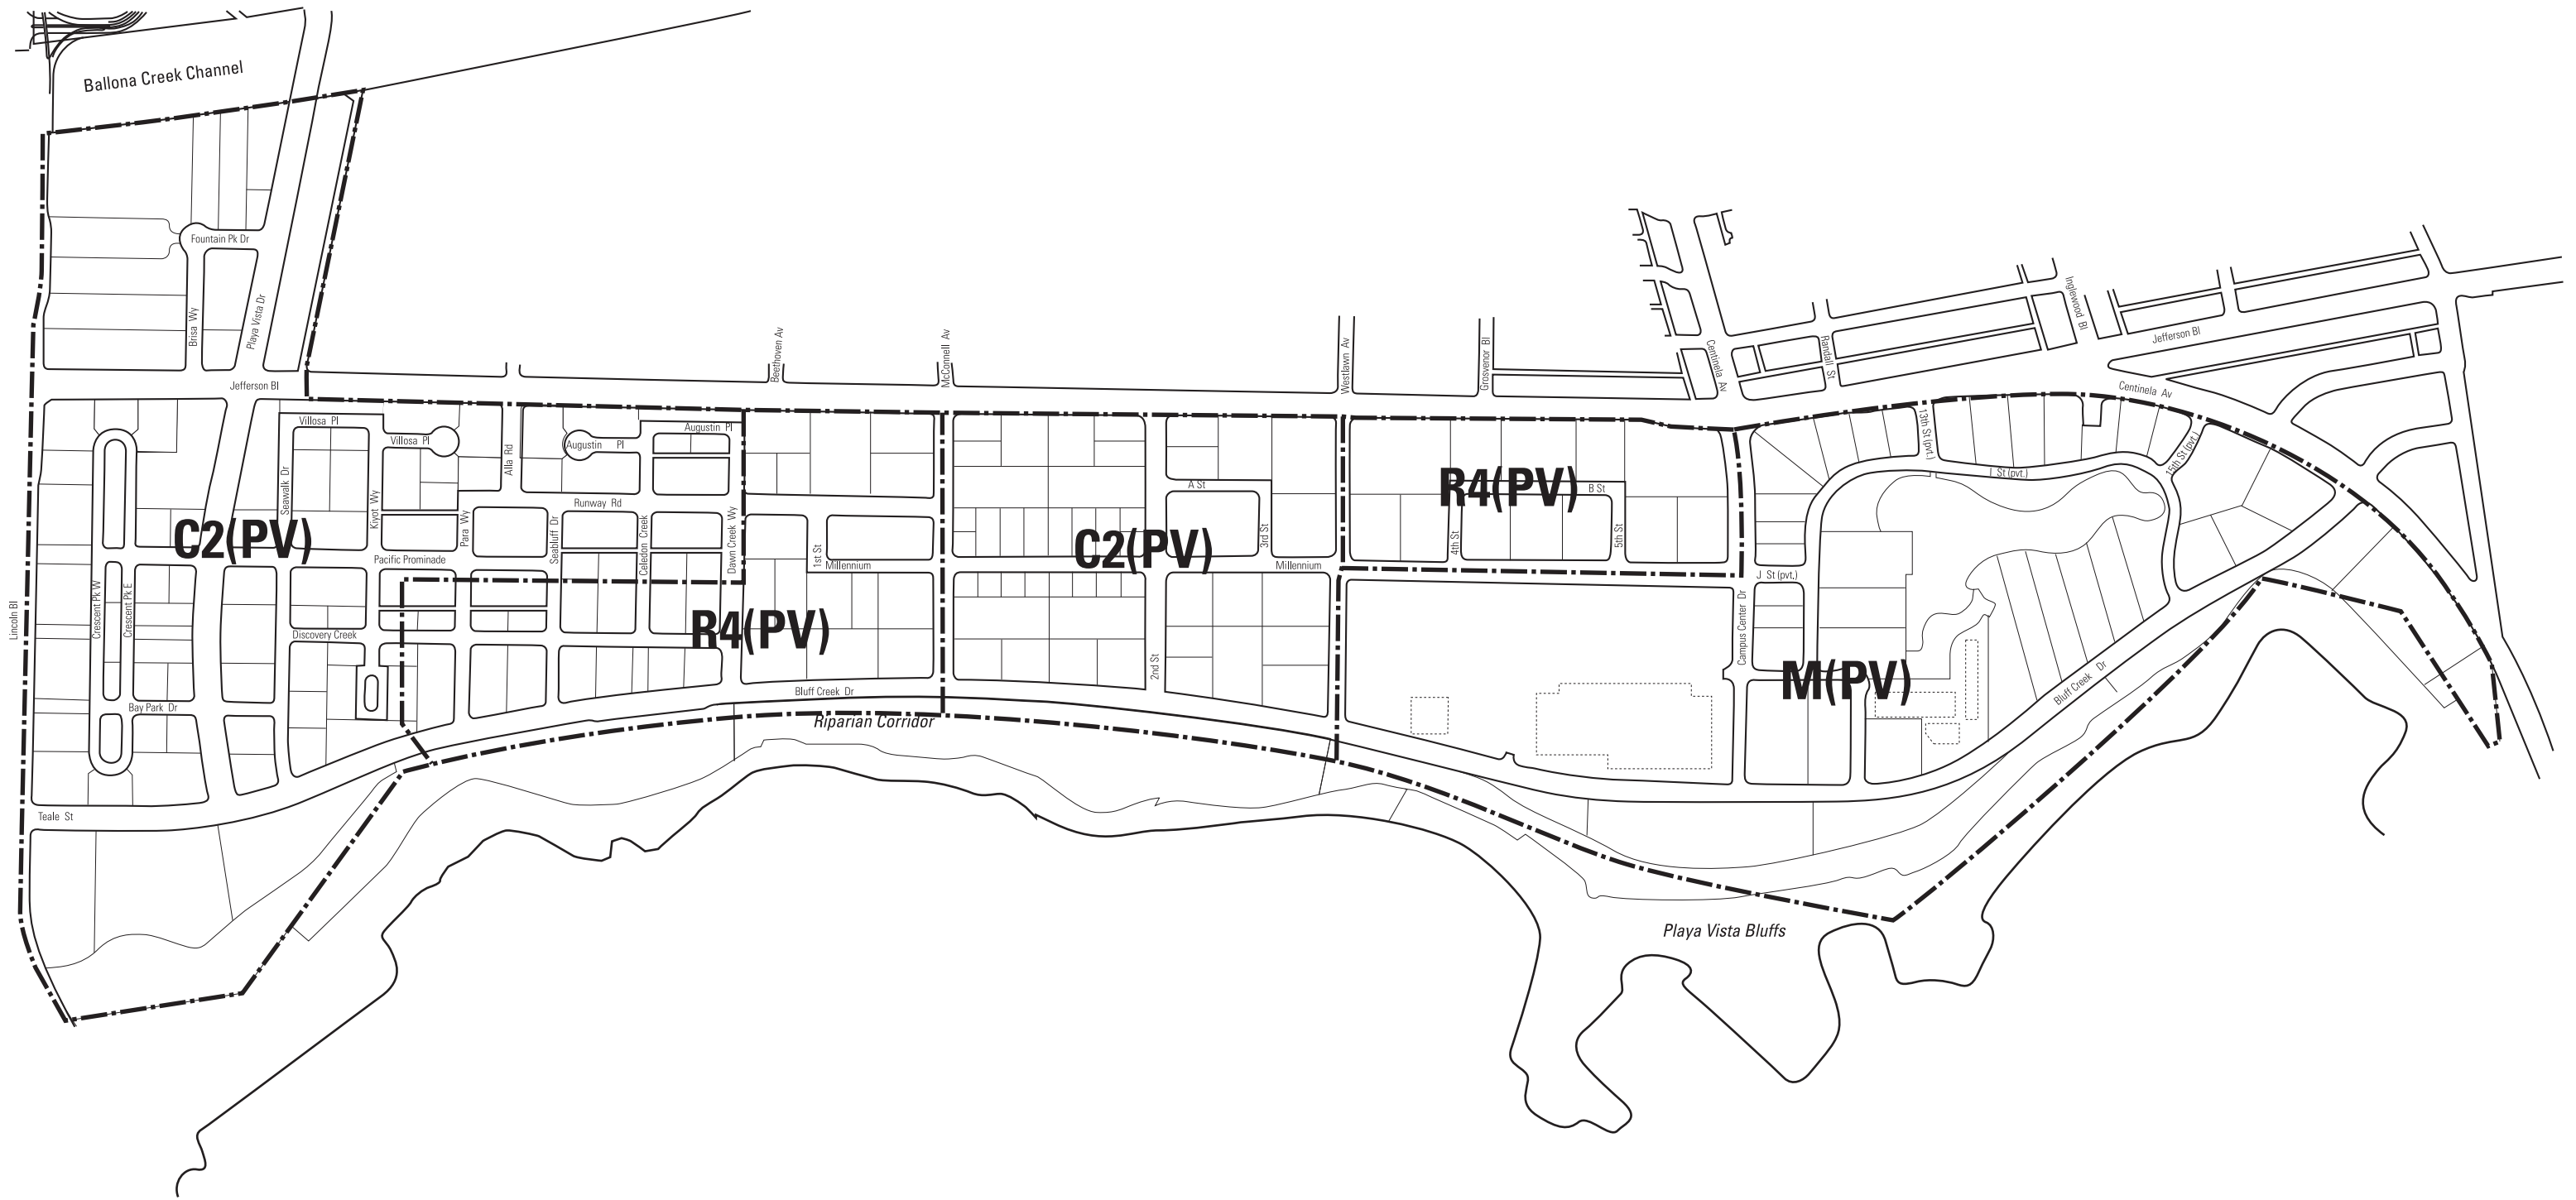 Ballona Creek Channel
Fountain Pk Dr
Brisa Wy
Playa Vista Dr
Jefferson Bl
Beethoven Av
McConnell Av
Westlawn Av
Grosvenor Bl
Centinela Av
Randall St
Inglewood Bl
Jefferson Bl
Centinela Av
Villosa Pl
Villosa Pl
Alla Rd
Augustin Pl
Augustin Pl
Seawalk Dr
Kiyot Wy
Para Wy
Runway Rd
Seabluff Dr
Celedon Creek
Dawn Creek Wy
C2(PV)
Pacific Prominade
1st St
Millennium
C2(PV)
A St
3rd St
Millennium
R4(PV)
B St
4th St
5th St
13th St (pvt.)
I St (pvt.)
15th St (pvt.)
J St (pvt,)
Campus Center Dr
Lincoln Bl
Crescent Pk W
Crescent Pk E
Discovery Creek
R4(PV)
2nd St
M(PV)
Bluff Creek Dr
Bay Park Dr
Bluff Creek Dr
Riparian Corridor
Teale St
Playa Vista Bluffs